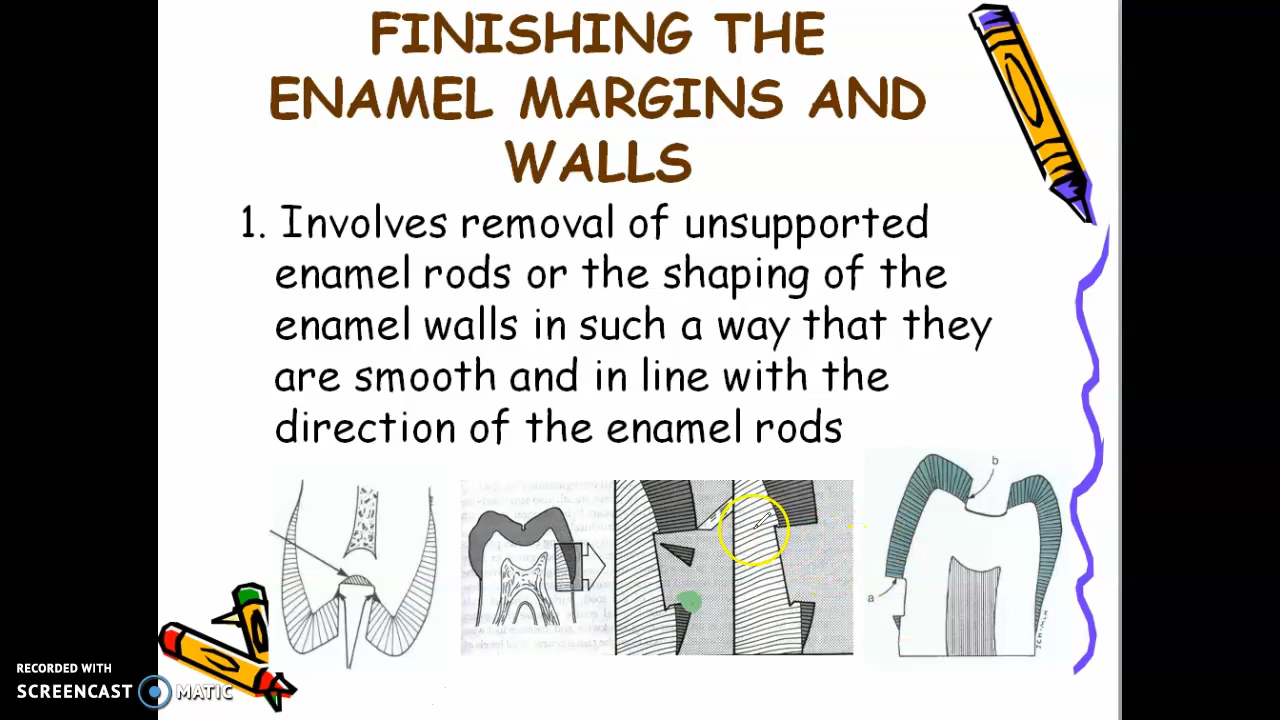 FINISHING THE
ENAMEL MARGINS AND
WALLS
1. Involves removal of unsupported
enamel rods or the shaping of the
enamel walls in such a way that they
are smooth and in line with the
direction of the enamel rods
b
a
RECORDED WITH
SCREENCAST MATIC